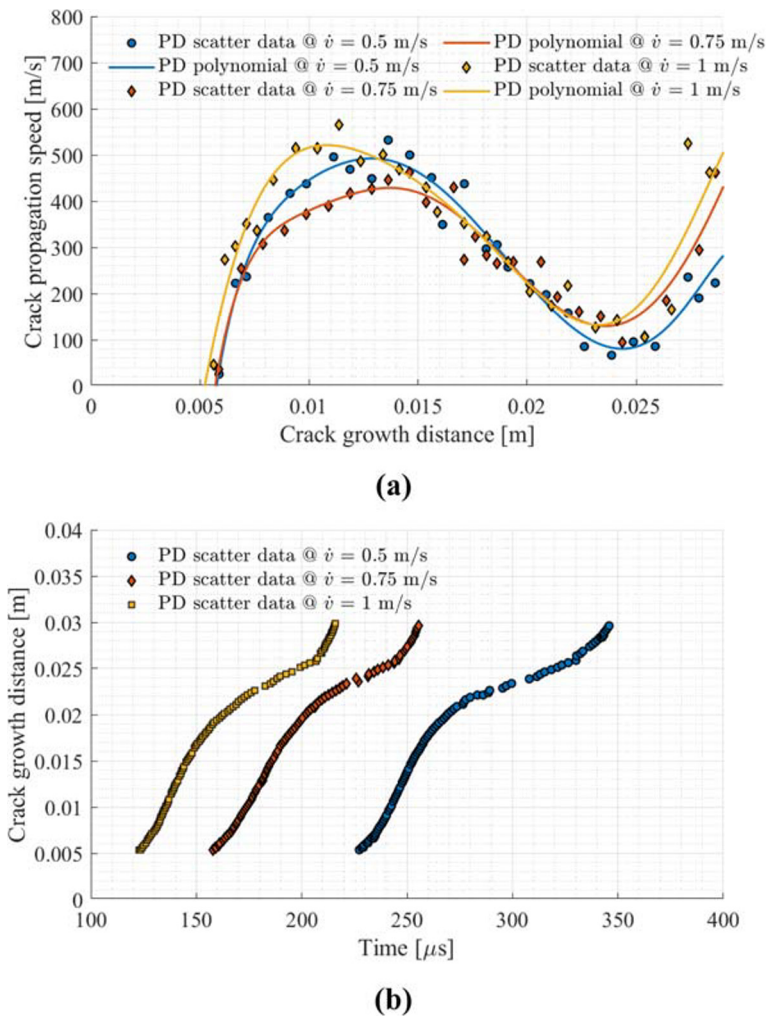 800
700
600
500
400
300
200
100
0
Crack propagation speed [m/s]
PD scatter data @ v̇ = 0.5 m/s
PD polynomial @ v̇ = 0.5 m/s
PD scatter data @ v̇ = 0.75 m/s
PD polynomial @ v̇ = 0.75 m/s
PD scatter data @ v̇ = 1 m/s
PD polynomial @ v̇ = 1 m/s
0 0.005 0.01 0.015 0.02 0.025
Crack growth distance [m]
(a)
0.04
0.035
0.03
0.025
0.02
0.015
0.01
0.005
0
Crack growth distance [m]
PD scatter data @ v̇ = 0.5 m/s
PD scatter data @ v̇ = 0.75 m/s
PD scatter data @ v̇ = 1 m/s
100 150 200 250 300 350 400
Time [μs]
(b)